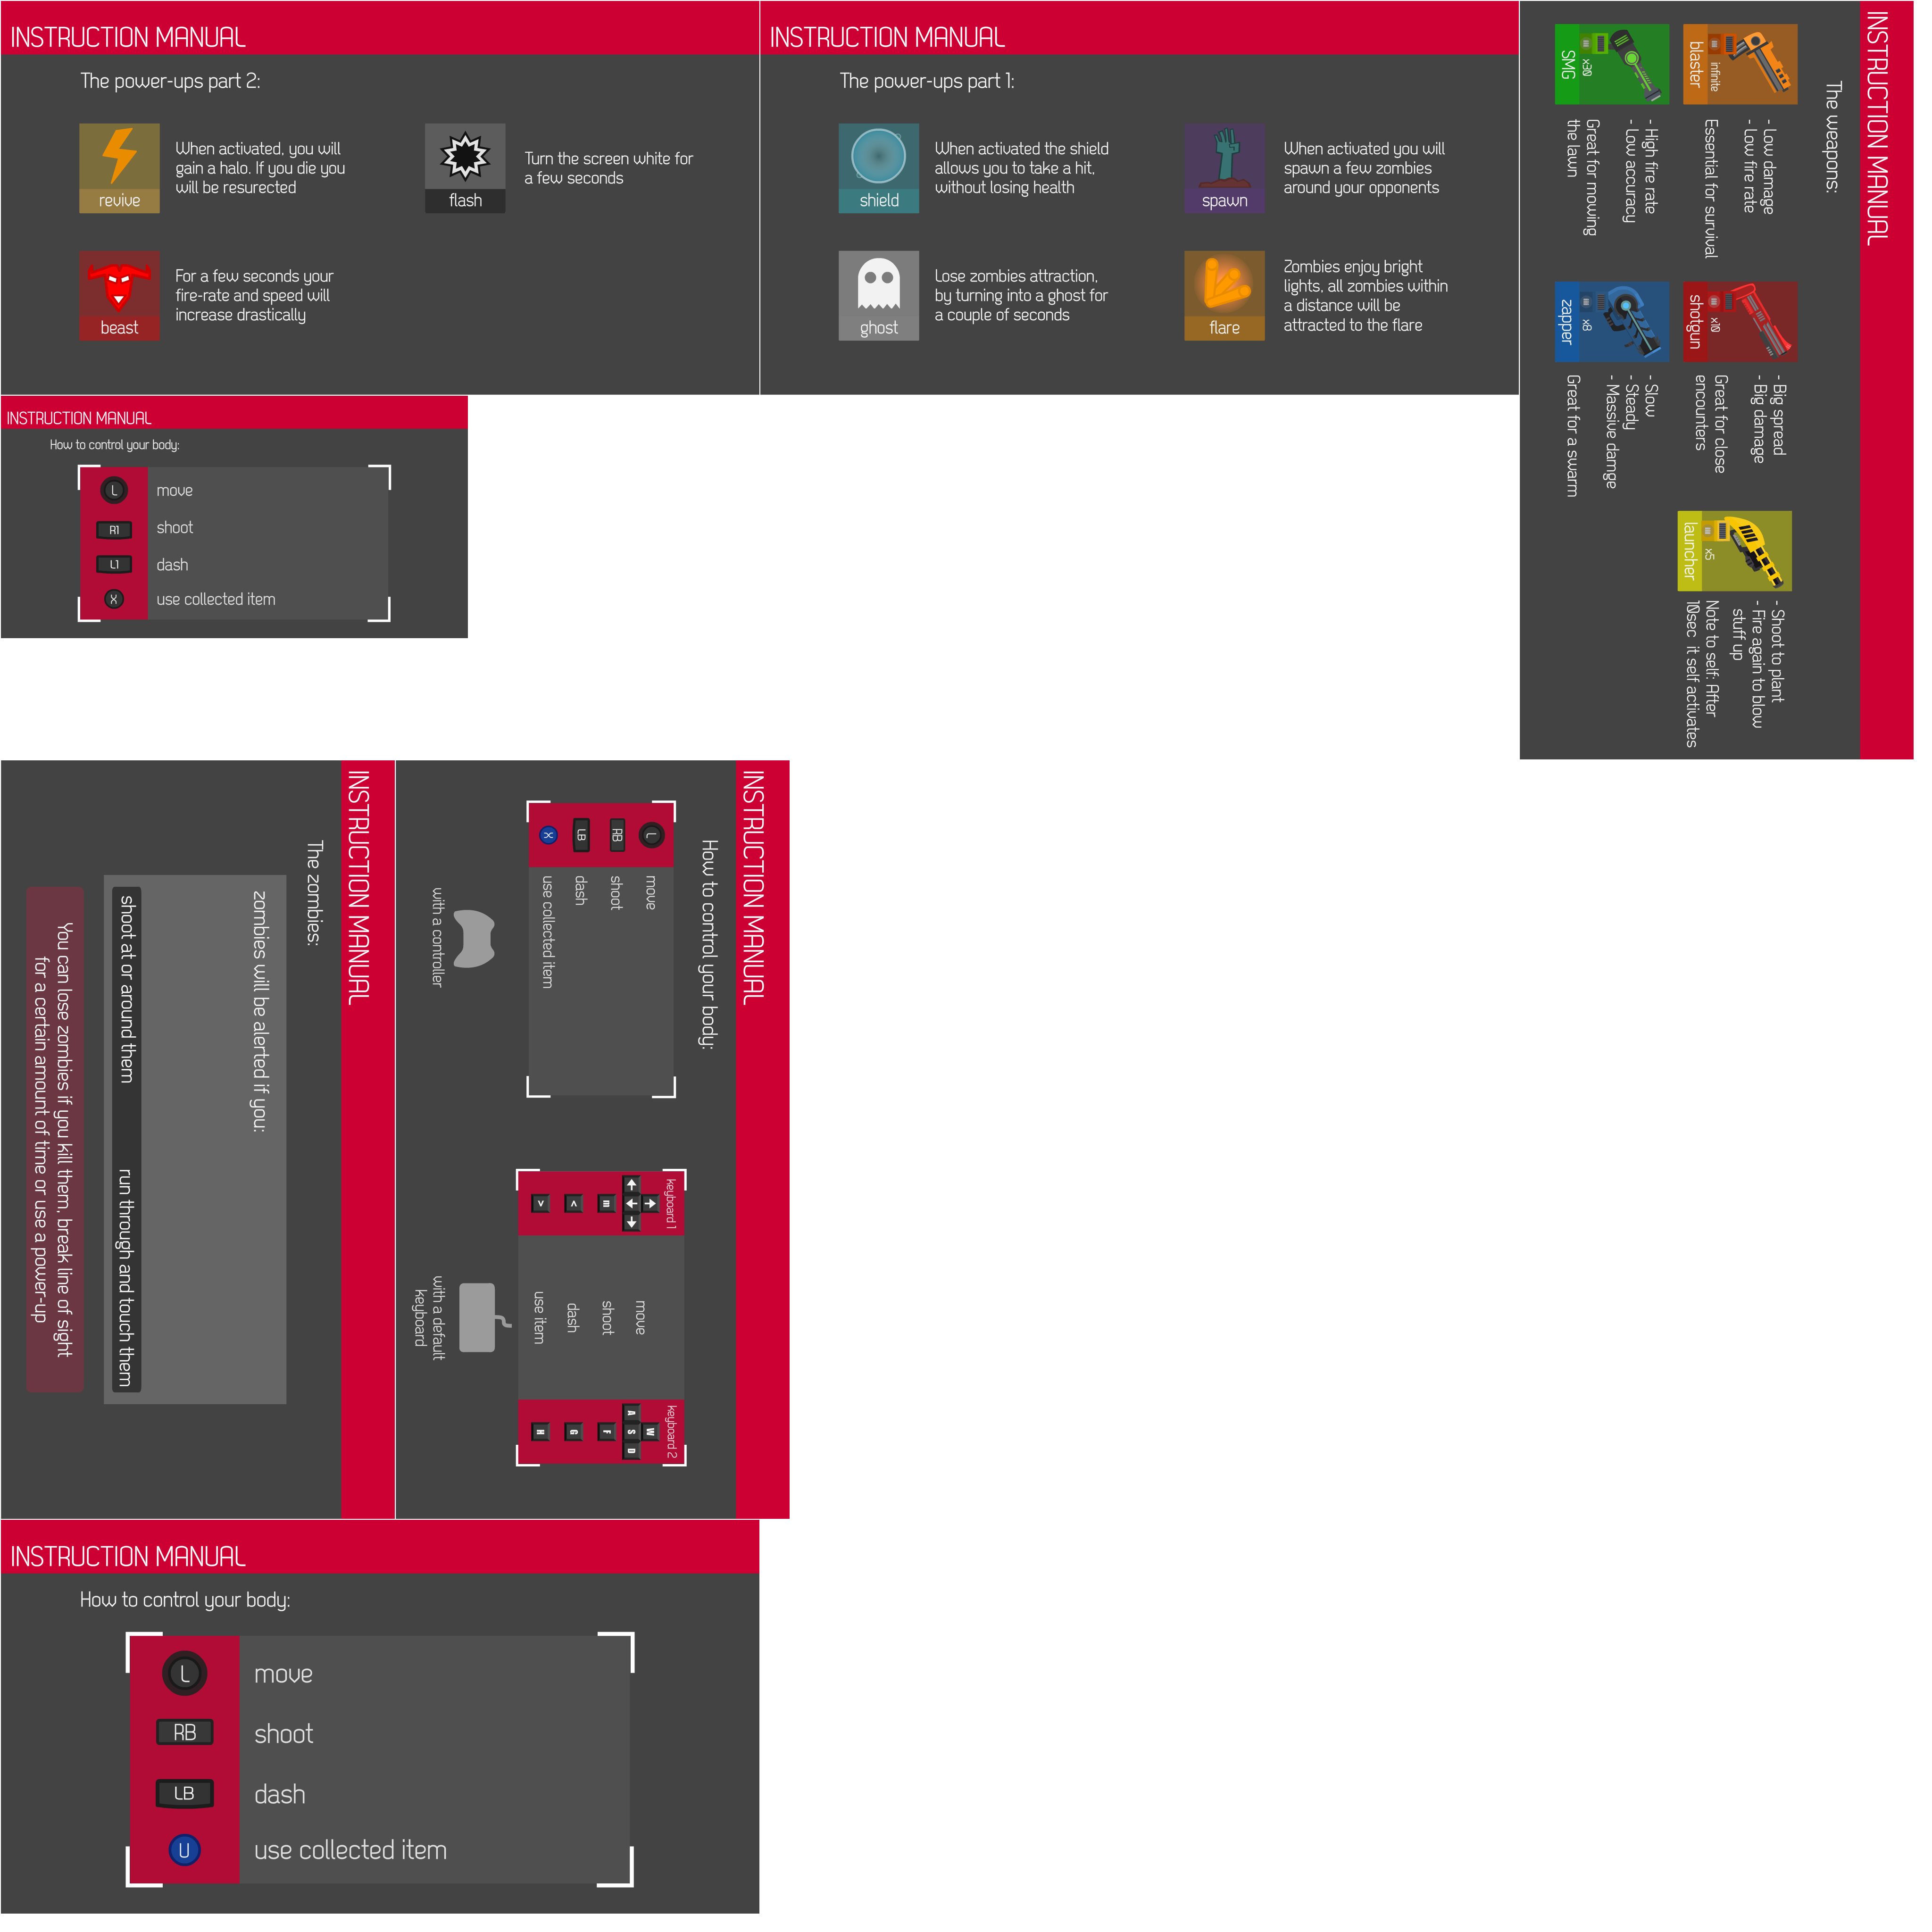 INSTRUCTION MANUAL
The power-ups part 2:
revive
When activated, you will
gain a halo. If you die you
will be resurected
flash
Turn the screen white for
a few seconds
beast
For a few seconds your
fire-rate and speed will
increase drastically
INSTRUCTION MANUAL
The power-ups part 1:
shield
When activated the shield
allows you to take a hit,
without losing health
spawn
When activated you will
spawn a few zombies
around your opponents
ghost
Lose zombies attraction,
by turning into a ghost for
a couple of seconds
flare
Zombies enjoy bright
lights, all zombies within
a distance will be
attracted to the flare
INSTRUCTION MANUAL
The weapons:
infinite
blaster
- Low damage
- Low fire rate
Essential for survival
x10
shotgun
- Big spread
- Big damage
Great for close
encounters
x5
launcher
- Shoot to plant
- Fire again to blow
stuff up
Note to self: After
10sec it self activates
x30
SMG
- High fire rate
- Low accuracy
Great for mowing
the lawn
x8
zapper
- Slow
- Steady
- Massive damge
Great for a swarm
INSTRUCTION MANUAL
How to control your body:
L move
R1 shoot
L1 dash
X use collected item
INSTRUCTION MANUAL
The zombies:
zombies will be alerted if you:
shoot at or around them
run through and touch them
You can lose zombies if you kill them, break line of sight
for a certain amount of time or use a power-up
INSTRUCTION MANUAL
How to control your body:
L move
RB shoot
LB dash
X use collected item
with a controller
keyboard 1
keyboard 2
move
W
A S D
m shoot F
< dash G
> use item H
with a default
keyboard
INSTRUCTION MANUAL
How to control your body:
L move
RB shoot
LB dash
U use collected item